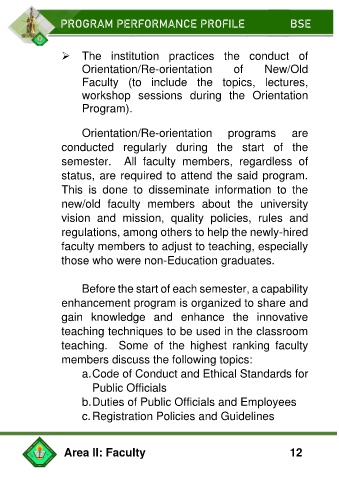 PROGRAM PERFORMANCE PROFILE BSE
➢ The institution practices the conduct of
Orientation/Re-orientation of New/Old
Faculty (to include the topics, lectures,
workshop sessions during the Orientation
Program).
Orientation/Re-orientation programs are
conducted regularly during the start of the
semester. All faculty members, regardless of
status, are required to attend the said program.
This is done to disseminate information to the
new/old faculty members about the university
vision and mission, quality policies, rules and
regulations, among others to help the newly-hired
faculty members to adjust to teaching, especially
those who were non-Education graduates.
Before the start of each semester, a capability
enhancement program is organized to share and
gain knowledge and enhance the innovative
teaching techniques to be used in the classroom
teaching. Some of the highest ranking faculty
members discuss the following topics:
a. Code of Conduct and Ethical Standards for
Public Officials
b. Duties of Public Officials and Employees
c. Registration Policies and Guidelines
Area II: Faculty 12